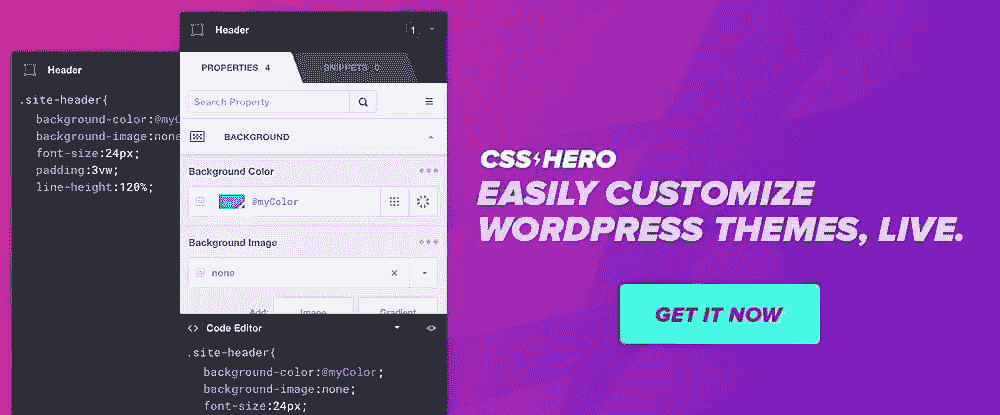 Header
.site-header{
background-color:@myC
background-image:none
font-size:24px;
padding:3vw;
line-height:120%;
Header
1
PROPERTIES 4
SNIPPETS 0
Search Property
BACKGROUND
Background Color
@myColor
Background Image
none
Add: Image Gradient
<> Code Editor
.site-header{
background-color:@myColor;
background-image:none;
font-size:24px;
CSS HERO
EASILY CUSTOMIZE
WORDPRESS THEMES, LIVE.
GET IT NOW